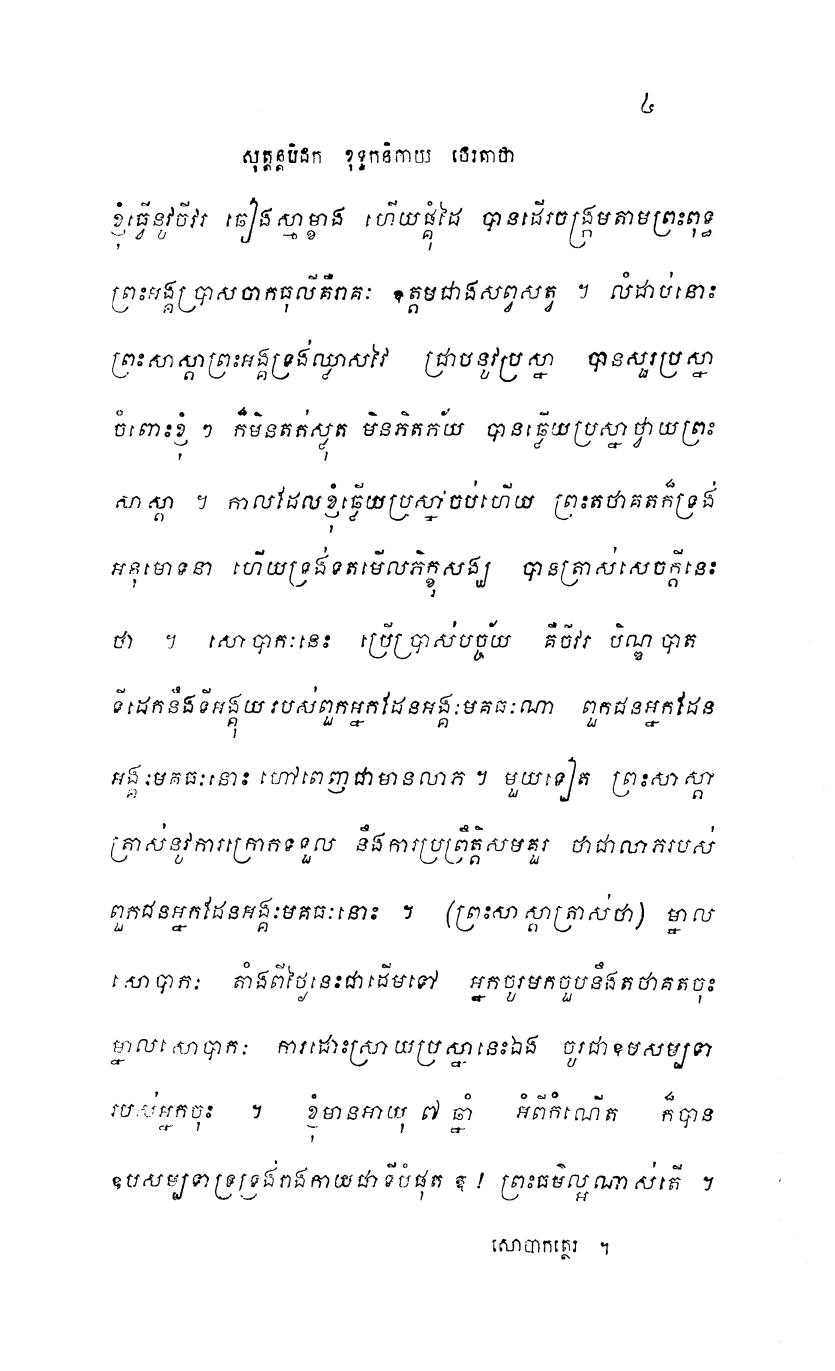 ៤
សុត្តន្តបិដក ខុទ្ទកនិកាយ ថេរគាថា
ខ្ញុំធ្វើនូវចីវរ ឆៀងស្មាម្ខាង ហើយផ្គុំដៃ បានដើរចង្ក្រមតាមព្រះពុទ្ធ
ព្រះអង្គប្រាសចាកធុលីគឺរាគៈ ឧត្តមជាងសព្វសត្វ ។ លំដាប់នោះ
ព្រះសាស្តាព្រះអង្គទ្រង់ឈ្លាសវៃ ជ្រាបនូវប្រស្នា បានសួរប្រស្នា
ចំពោះខ្ញុំ ៗ ក៏មិនតក់ស្លុត មិនភិតភ័យ បានឆ្លើយប្រស្នាថ្វាយព្រះ
សាស្តា ។ កាលដែលខ្ញុំឆ្លើយប្រស្នាចប់ហើយ ព្រះតថាគតក៏ទ្រង់
អនុមោទនា ហើយទ្រង់ទតមើលភិក្ខុសង្ឃ បានត្រាស់សេចក្តីនេះ
ថា ។ សោបាកៈនេះ ប្រើប្រាស់បច្ច័យ គឺចីវរ បិណ្ឌបាត
ទីដេកនឹងទីអង្គុយ របស់ពួកអ្នកដែនអង្គៈមគធៈណា ពួកជនអ្នកដែន
អង្គៈមគធៈនោះ ហៅពេញជាមានលាភ ។ មួយទៀត ព្រះសាស្តា
ត្រាស់នូវការក្រោកទទួល នឹងការប្រព្រឹត្តិសមគួរ ថាជាលាភរបស់
ពួកជនអ្នកដែនអង្គៈមគធៈនោះ ។ (ព្រះសាស្តាត្រាស់ថា) ម្នាល
សោបាកៈ តាំងពីថ្ងៃនេះជាដើមទៅ អ្នកចូរមកចួបនឹងតថាគតចុះ
ម្នាលសោបាកៈ ការដោះស្រាយប្រស្នានេះឯង ចូរជាឧបសម្បទា
របស់អ្នកចុះ ។ ខ្ញុំមានអាយុ ៧ ឆ្នាំ អំពីកំណើត ក៏បាន
ឧបសម្បទាទ្រទ្រង់រាងកាយជាទីបំផុត ឱ ! ព្រះធម៌ល្អណាស់តើ ។
សោបាកត្ថេរ ។